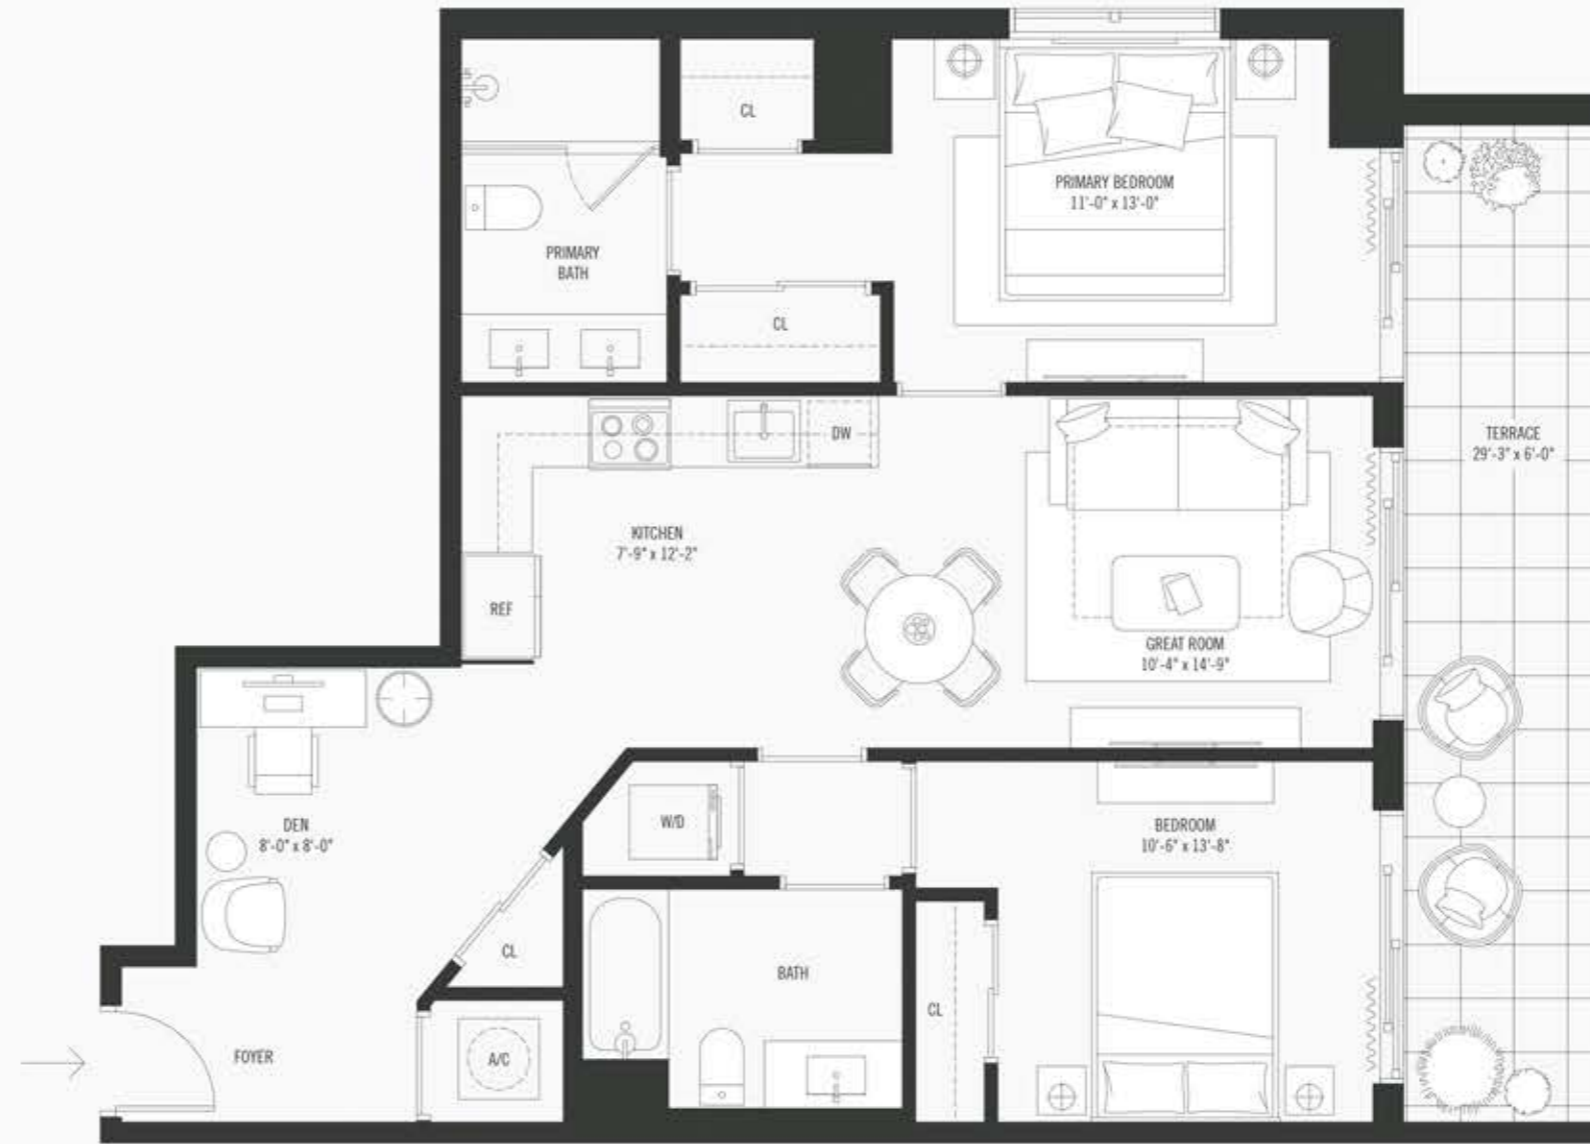 CL
PRIMARY BEDROOM
11'-0" x 13'-0"
PRIMARY
BATH
CL
TERRACE
29'-3" x 6'-0"
DW
KITCHEN
7'-9" x 12'-2"
REF
GREAT ROOM
10'-4" x 14'-9"
DEN
8'-0" x 8'-0"
W/D
BEDROOM
10'-6" x 13'-8"
CL
BATH
CL
FOYER
A/C